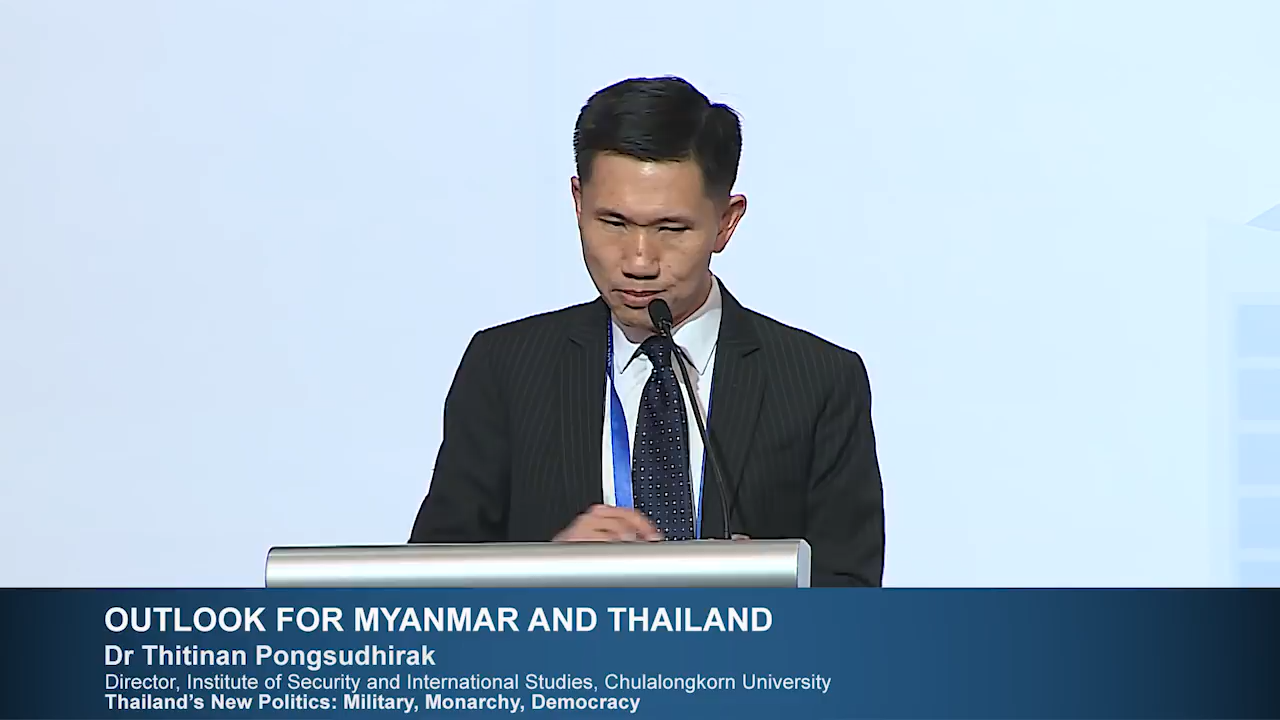 OUTLOOK FOR MYANMAR AND THAILAND
Dr Thitinan Pongsudhirak
Director, Institute of Security and International Studies, Chulalongkorn University
Thailand's New Politics: Military, Monarchy, Democracy